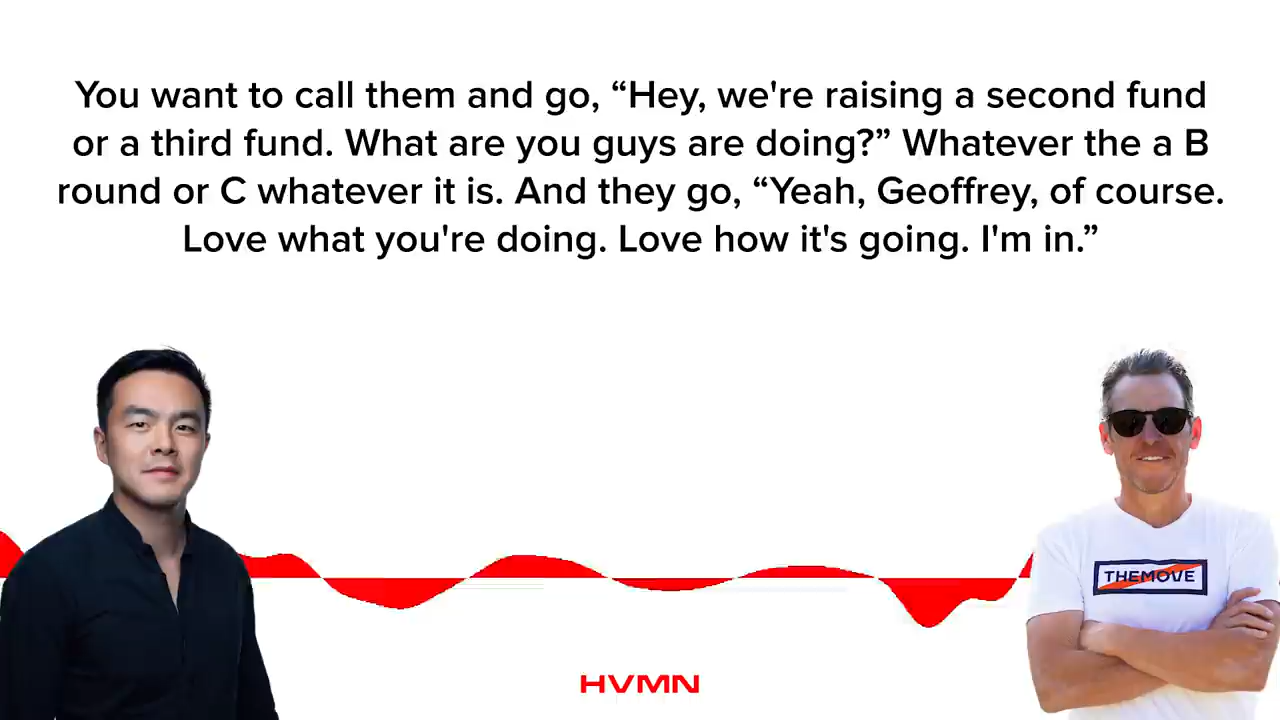 You want to call them and go, “Hey, we're raising a second fund
or a third fund. What are you guys are doing?” Whatever the a B
round or C whatever it is. And they go, “Yeah, Geoffrey, of course.
Love what you're doing. Love how it's going. I'm in.”
THEMOVE
HVMN